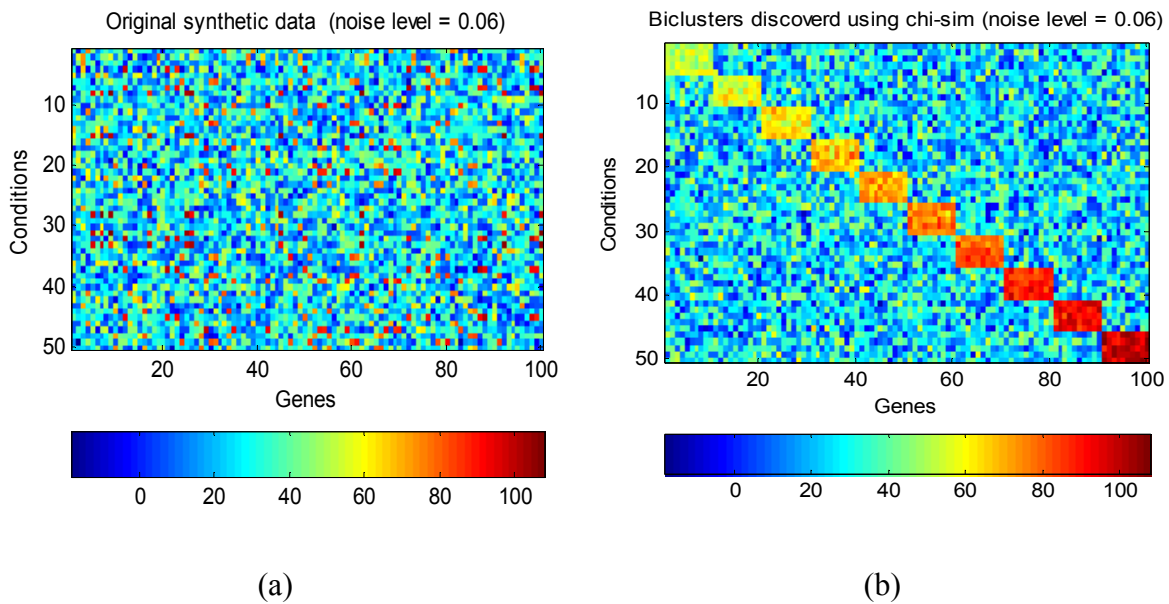 Original synthetic data (noise level = 0.06)
10
20
30
40
50
Conditions
20 40 60 80 100
Genes
0 20 40 60 80 100
(a)
Biclusters discoverd using chi-sim (noise level = 0.06)
10
20
30
40
50
Conditions
20 40 60 80 100
Genes
0 20 40 60 80 100
(b)